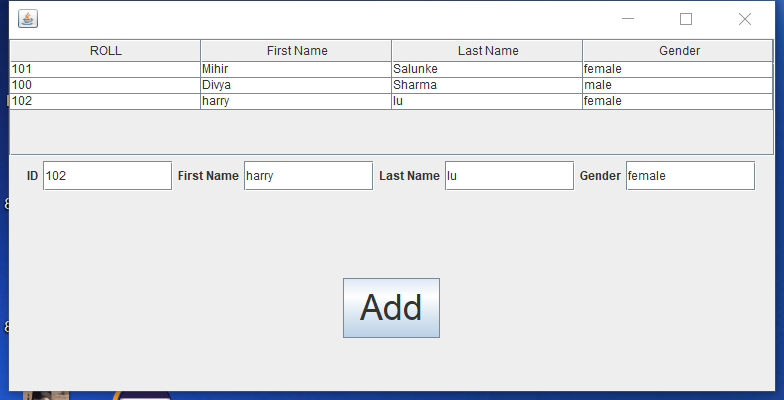 ROLL First Name Last Name Gender
101 Mihir Salunke female
100 Divya Sharma male
102 harry lu female
ID 102 First Name harry Last Name lu Gender female
Add